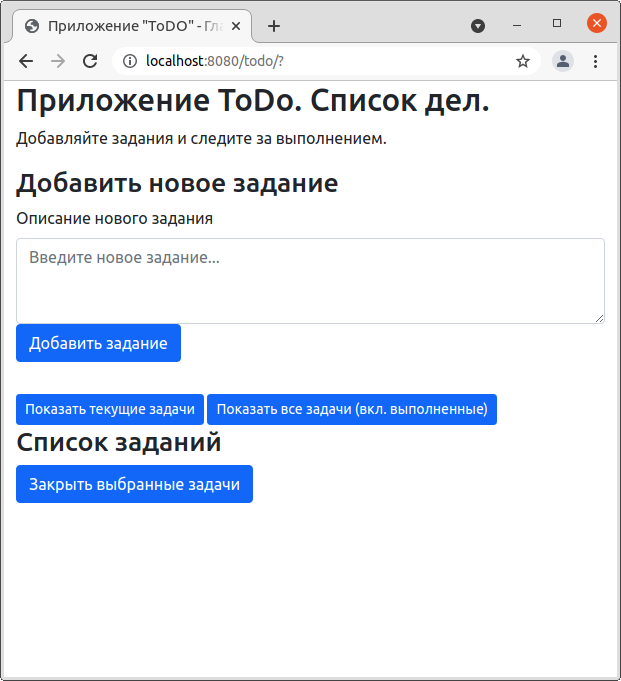 Приложение "ToDO" - Гла
localhost:8080/todo/?
Приложение ToDo. Список дел.
Добавляйте задания и следите за выполнением.
Добавить новое задание
Описание нового задания
Введите новое задание...
Добавить задание
Показать текущие задачи Показать все задачи (вкл. выполненные)
Список заданий
Закрыть выбранные задачи